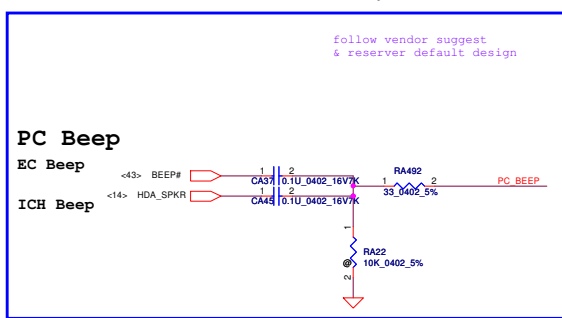 follow vendor suggest
& reserver default design
PC Beep
EC Beep
<43> BEEP#
1 2
CA37 0.1U_0402_16V7K
RA492
1 2
33_0402_5%
PC_BEEP
ICH Beep
<14> HDA_SPKR
1 2
CA45 0.1U_0402_16V7K
1
RA22
@ 10K_0402_5%
2